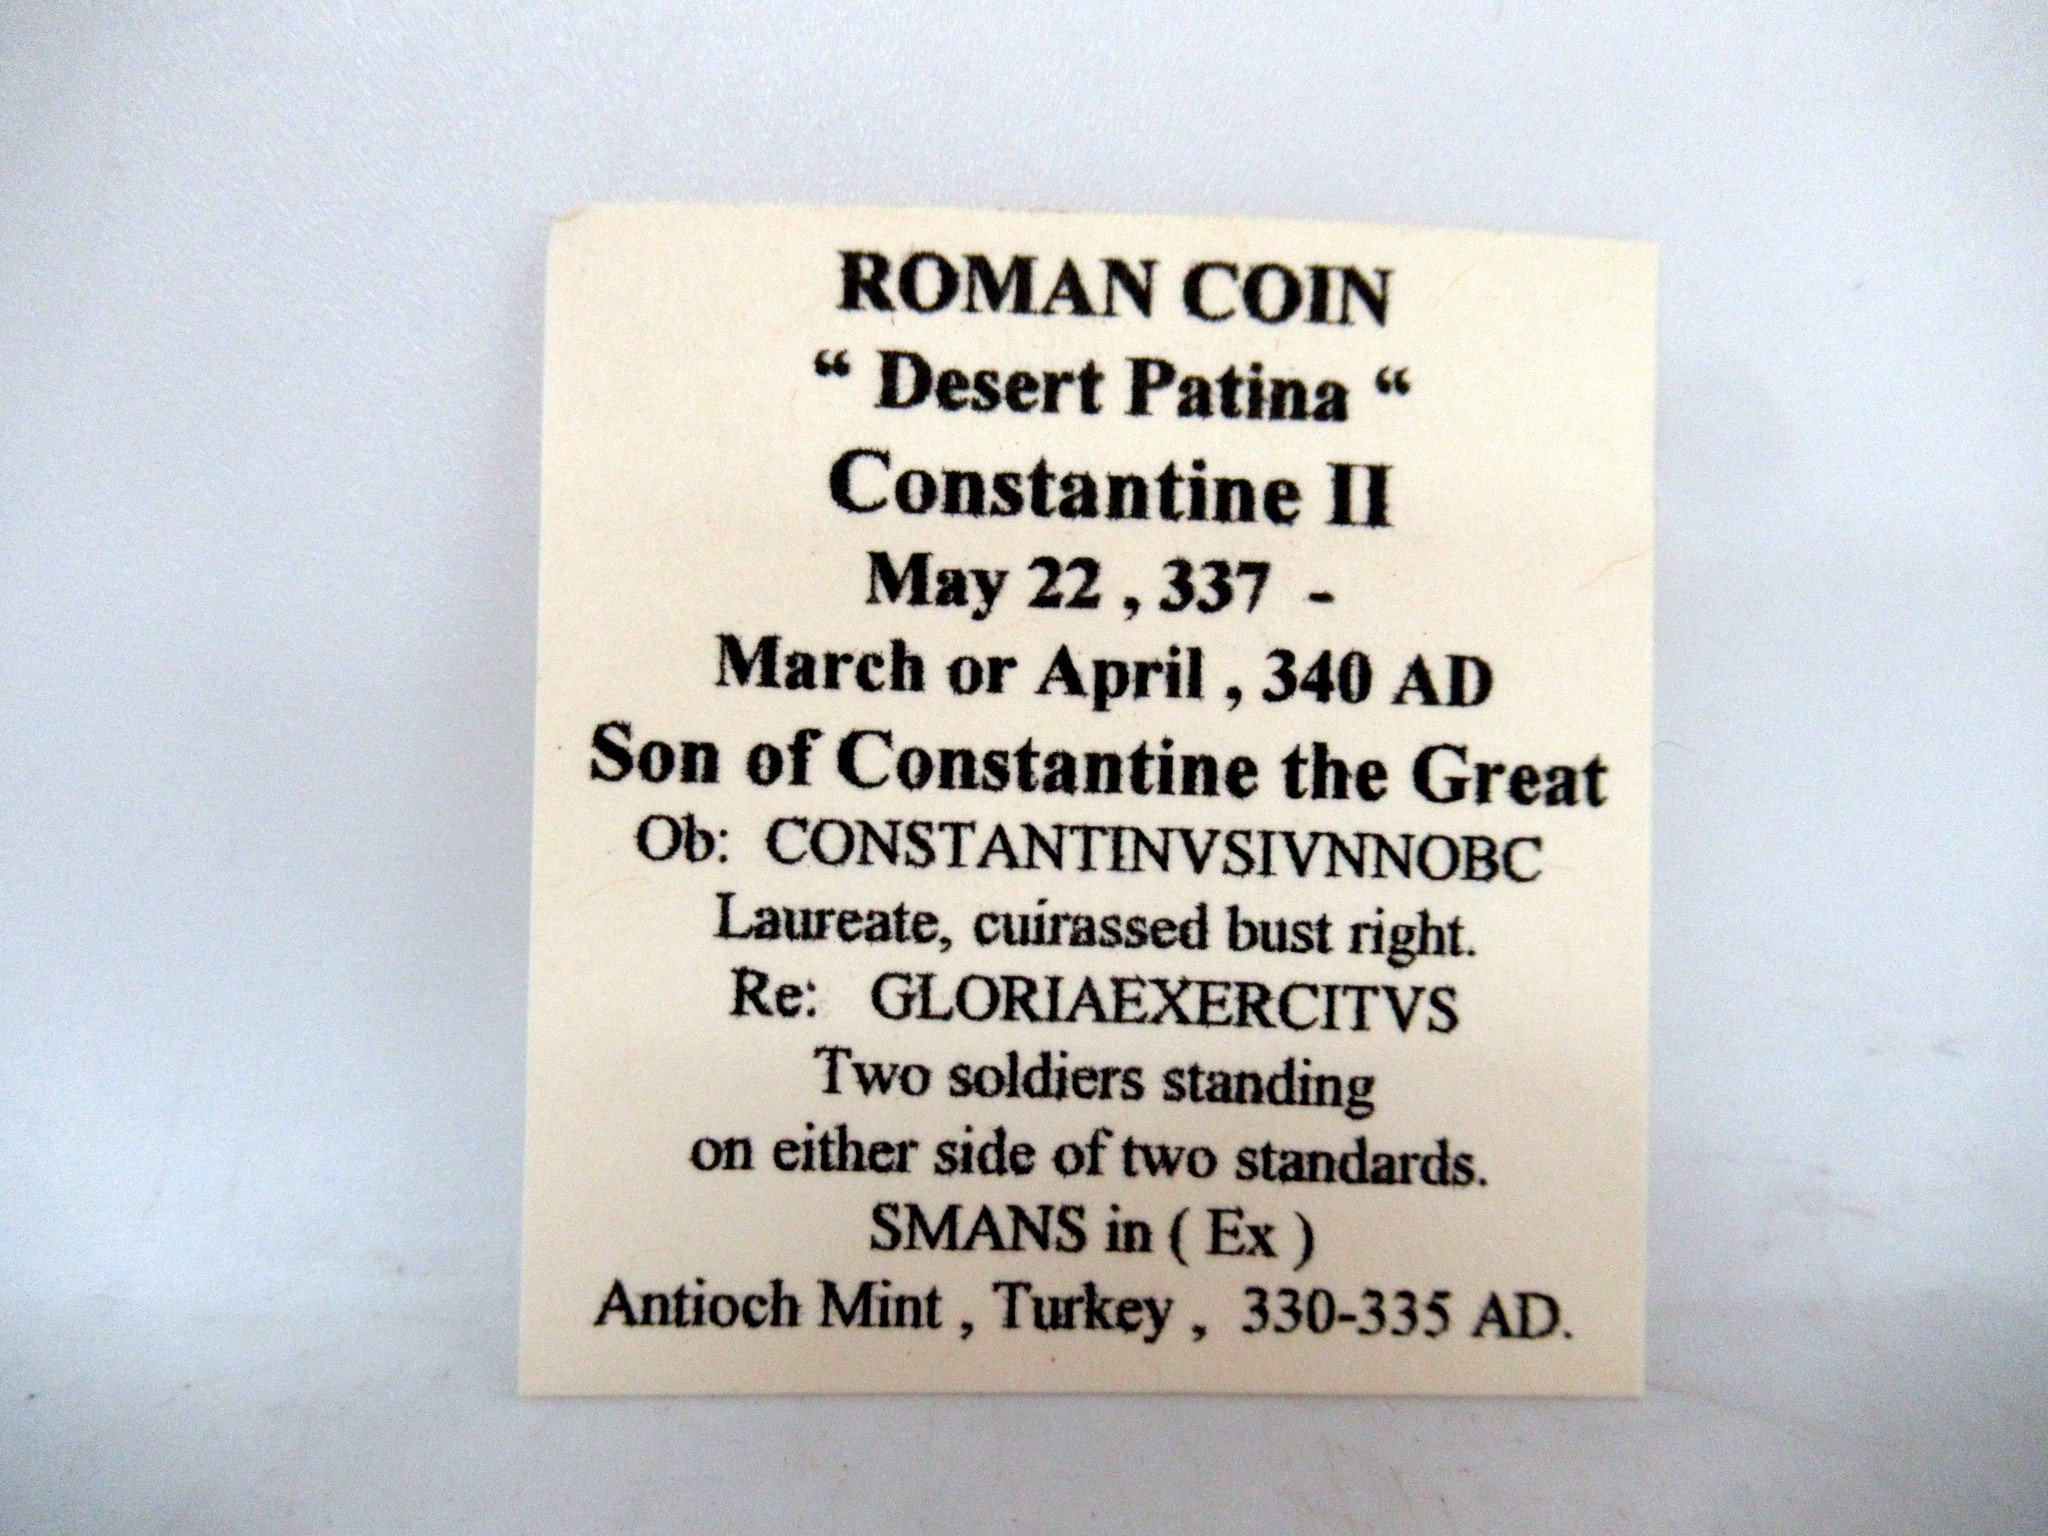 ROMAN COIN
“ Desert Patina “
Constantine II
May 22 , 337 -
March or April , 340 AD
Son of Constantine the Great
Ob: CONSTANTINVSIVNNOBC
Laureate, cuirassed bust right.
Re: GLORIAEXERCITVS
Two soldiers standing
on either side of two standards.
SMANS in ( Ex )
Antioch Mint , Turkey , 330-335 AD.